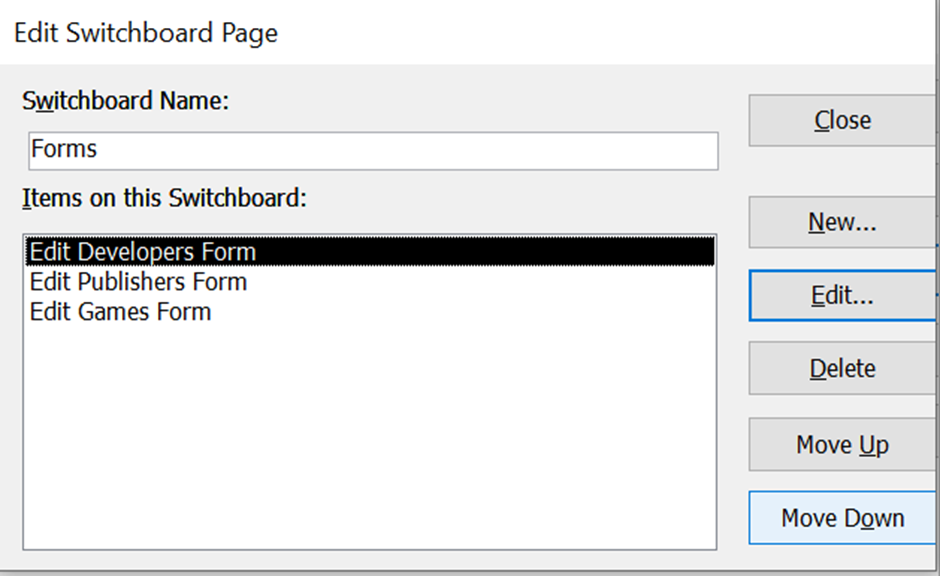 Edit Switchboard Page
Switchboard Name:
Close
Forms
Items on this Switchboard:
New...
Edit Developers Form
Edit Publishers Form
Edit Games Form
Edit...
Delete
Move Up
Move Down